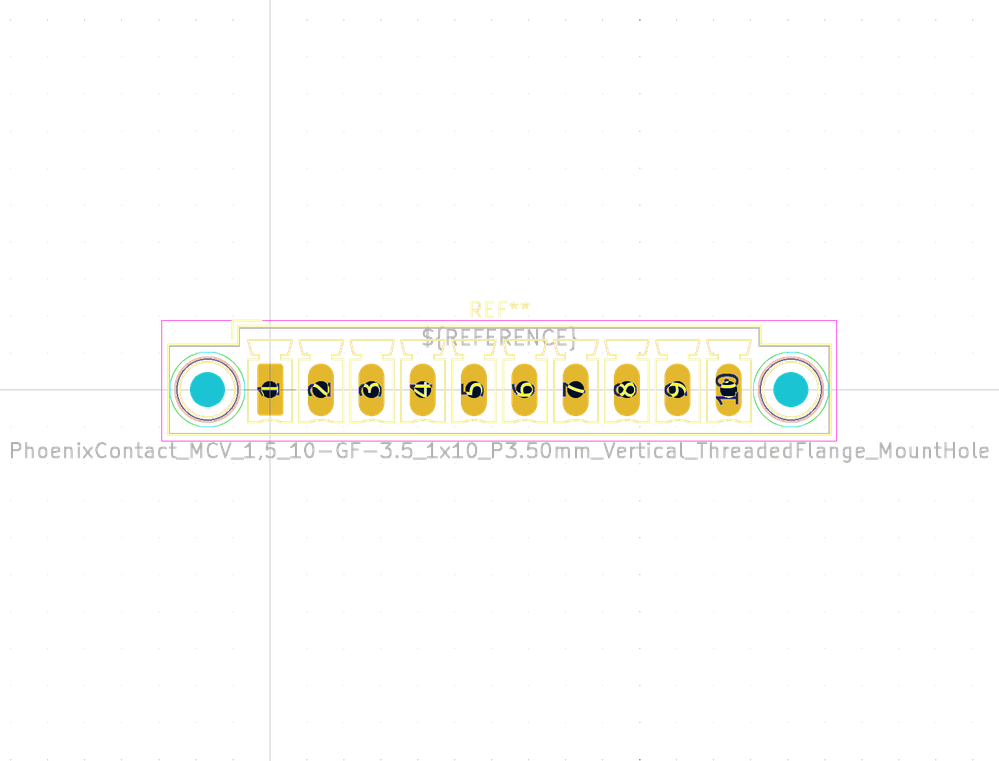 REF**
${REFERENCE}
1 2 3 4 5 6 7 8 9 10
PhoenixContact_MCV_1,5_10-GF-3.5_1x10_P3.50mm_Vertical_ThreadedFlange_MountHole